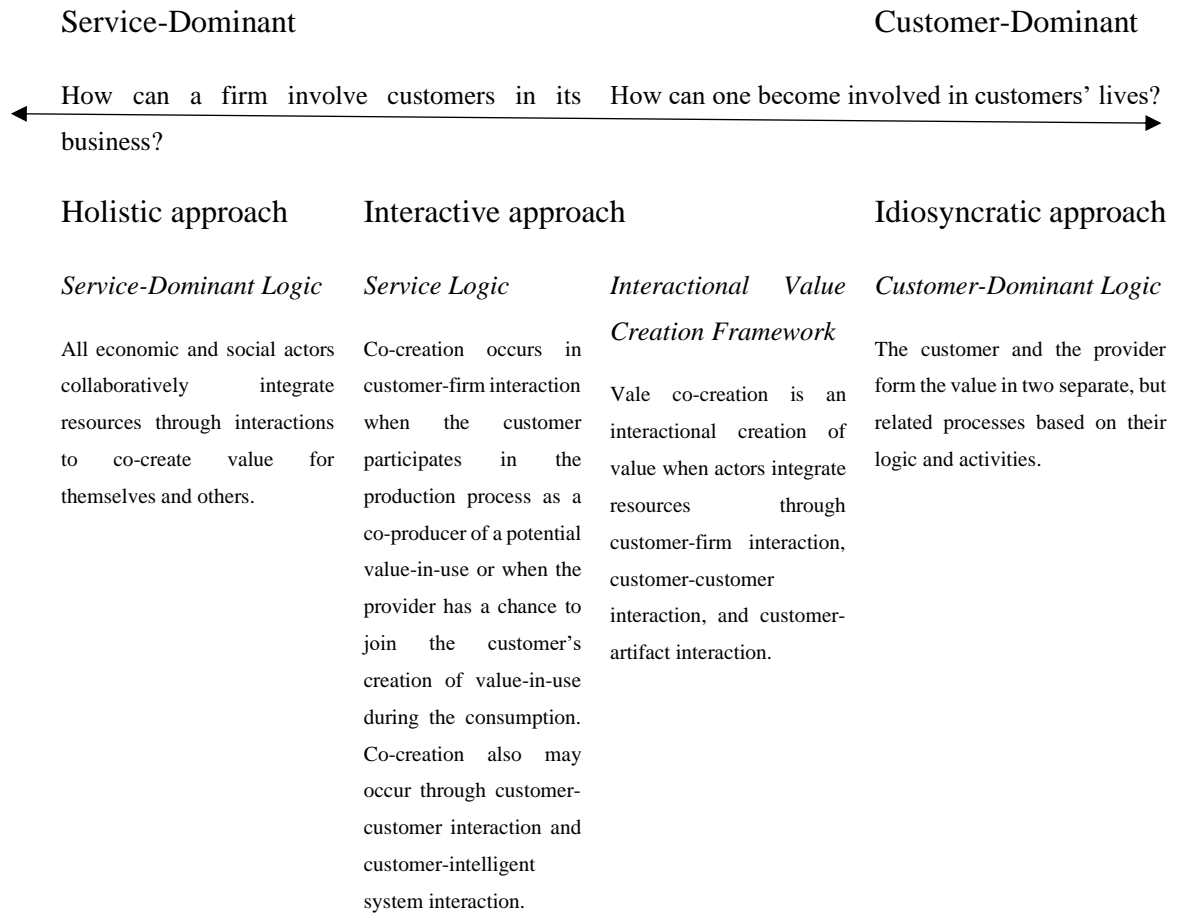 Service-Dominant
Customer-Dominant
How can a firm involve customers in its
business?
How can one become involved in customers’ lives?
Holistic approach
Interactive approach
Idiosyncratic approach
Service-Dominant Logic
All economic and social actors
collaboratively integrate
resources through interactions
to co-create value for
themselves and others.
Service Logic
Co-creation occurs in
customer-firm interaction
when the customer
participates in the
production process as a
co-producer of a potential
value-in-use or when the
provider has a chance to
join the customer’s
creation of value-in-use
during the consumption.
Co-creation also may
occur through customer-
customer interaction and
customer-intelligent
system interaction.
Interactional Value
Creation Framework
Vale co-creation is an
interactional creation of
value when actors integrate
resources through
customer-firm interaction,
customer-customer
interaction, and customer-
artifact interaction.
Customer-Dominant Logic
The customer and the provider
form the value in two separate, but
related processes based on their
logic and activities.